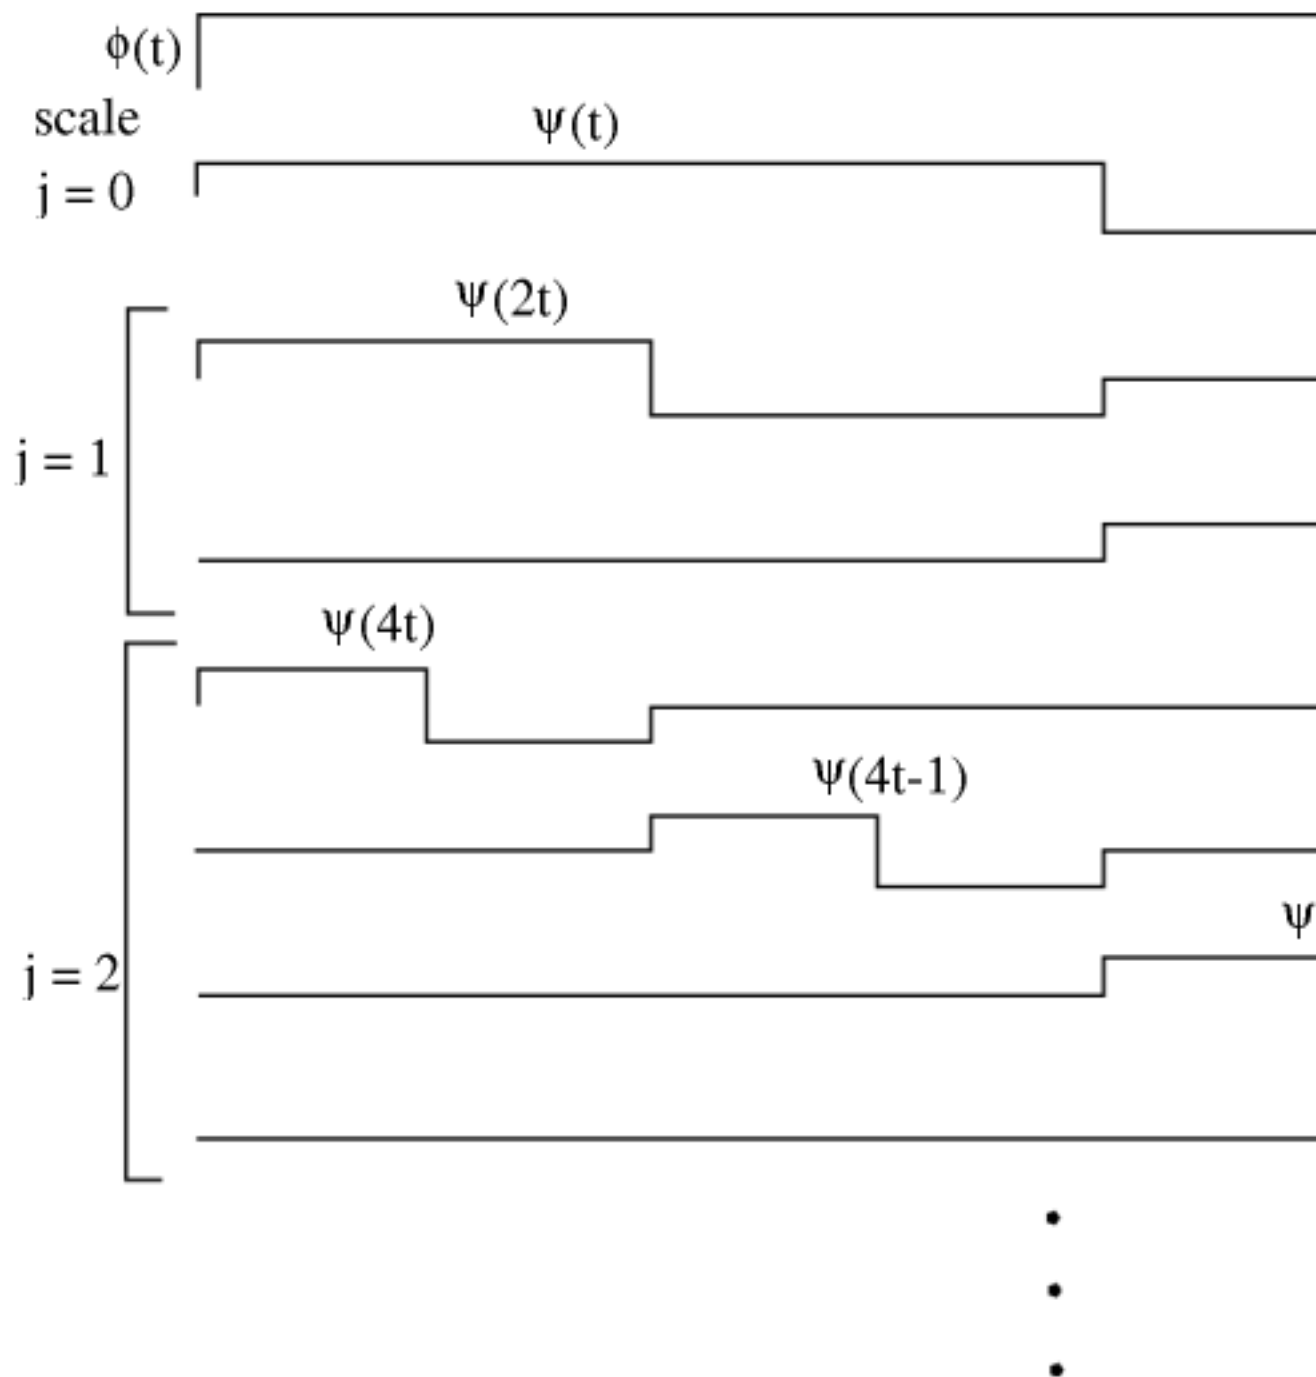 ϕ(t)
scale
ψ(t)
j = 0
ψ(2t)
j = 1
ψ(4t)
ψ(4t-1)
ψ
j = 2